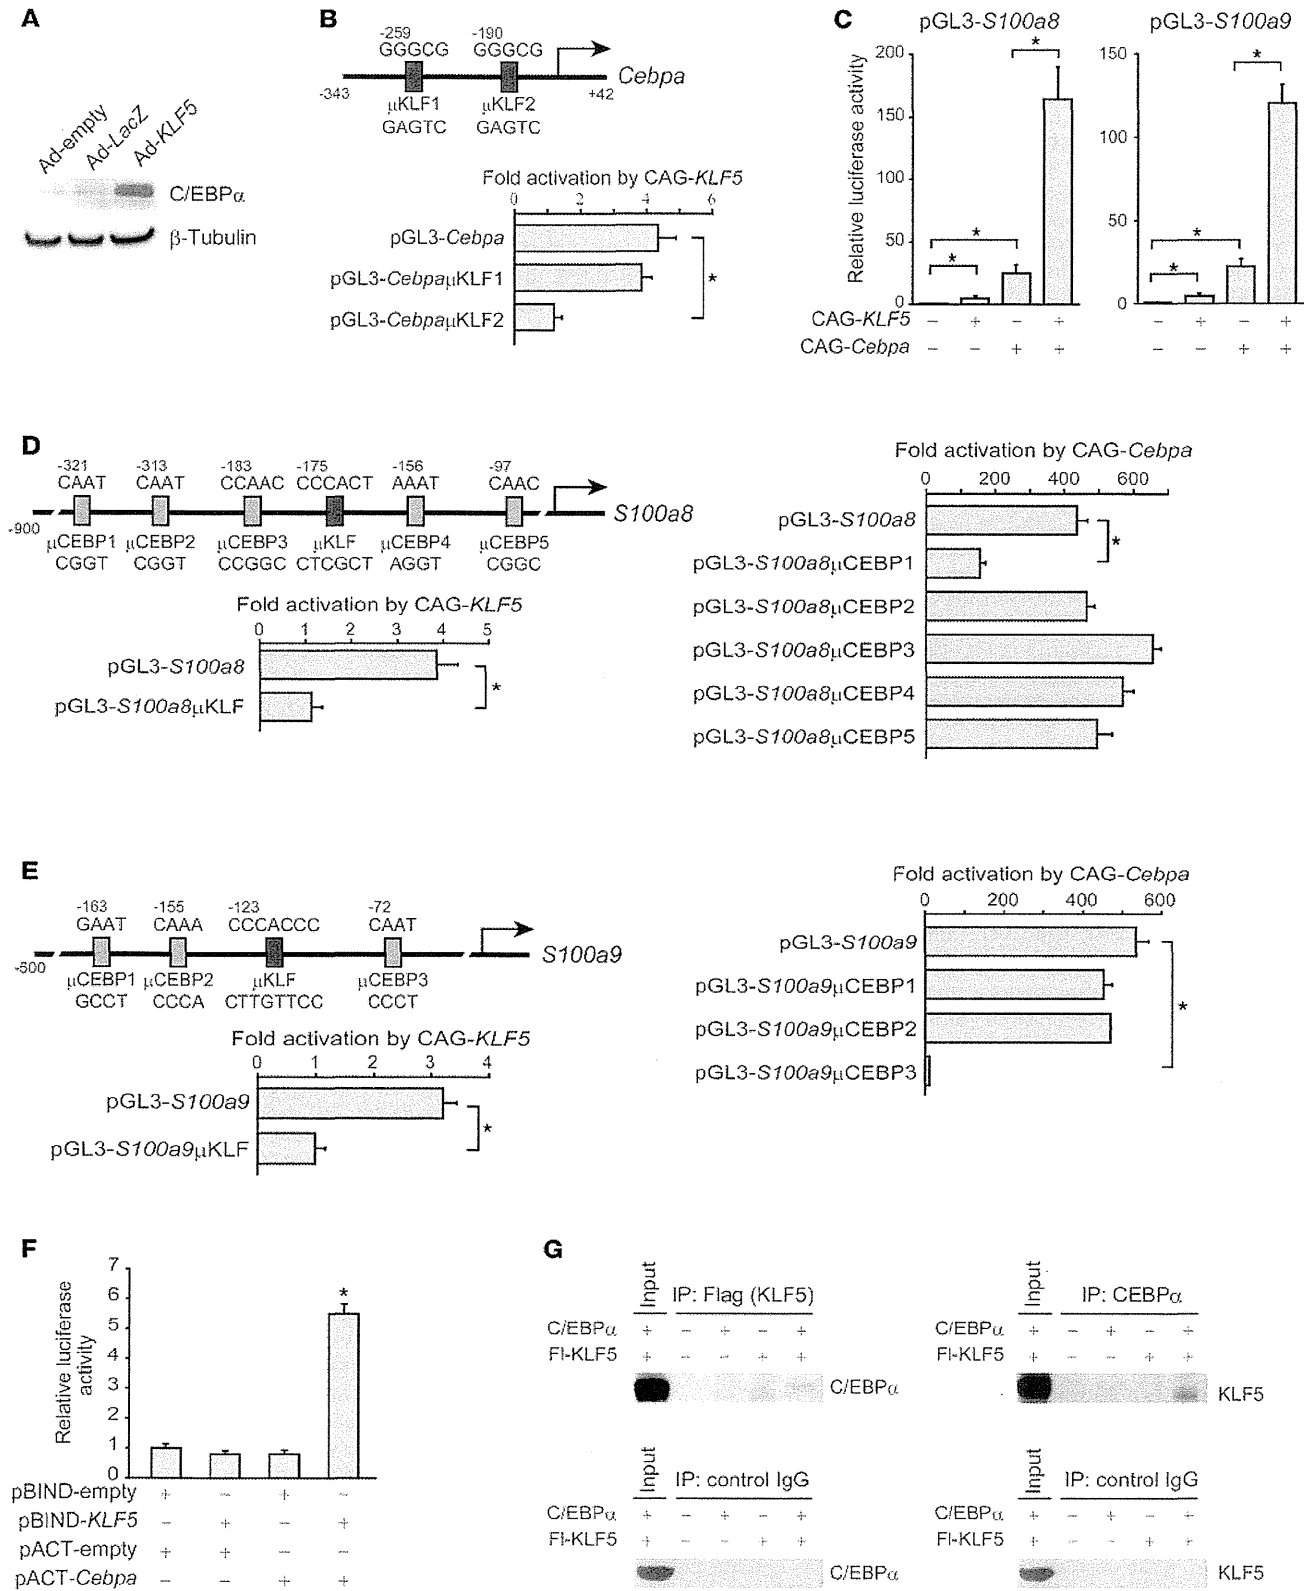 A
Ad-empty
Ad-LacZ
Ad-KLF5
C/EBPα
β-Tubulin
B
-259
-190
GGGCG
GGGCG
Cebpa
-343
+42
μKLF1
μKLF2
GAGTC
GAGTC
Fold activation by CAG-KLF5
0 2 4 6
pGL3-Cebpa
pGL3-CebpaμKLF1
pGL3-CebpaμKLF2
*
C
pGL3-S100a8
pGL3-S100a9
Relative luciferase activity
200
150
100
50
0
* * * *
150
100
50
0
* * *
CAG-KLF5 – + – + – + – +
CAG-Cebpa – – + + – – + +
D
-321 -313 -183 -175 -156 -97
CAAT CAAT CCAAC CCCACT AAAT CAAC
-900
S100a8
μCEBP1 μCEBP2 μCEBP3 μKLF μCEBP4 μCEBP5
CGGT CGGT CCGGC CTCGCT AGGT CGGC
Fold activation by CAG-KLF5
0 1 2 3 4 5
pGL3-S100a8
pGL3-S100a8μKLF
*
Fold activation by CAG-Cebpa
0 200 400 600
pGL3-S100a8
pGL3-S100a8μCEBP1
pGL3-S100a8μCEBP2
pGL3-S100a8μCEBP3
pGL3-S100a8μCEBP4
pGL3-S100a8μCEBP5
*
E
-163 -155 -123 -72
GAAT CAAA CCCACCC CAAT
-500
S100a9
μCEBP1 μCEBP2 μKLF μCEBP3
GCCT CCCA CTTGTTCC CCCT
Fold activation by CAG-KLF5
0 1 2 3 4
pGL3-S100a9
pGL3-S100a9μKLF
*
Fold activation by CAG-Cebpa
0 200 400 600
pGL3-S100a9
pGL3-S100a9μCEBP1
pGL3-S100a9μCEBP2
pGL3-S100a9μCEBP3
*
F
Relative luciferase
activity
7
6
5
4
3
2
1
0
*
pBIND-empty + – + –
pBIND-KLF5 – + – +
pACT-empty + + – –
pACT-Cebpa – – + +
G
Input
IP: Flag (KLF5)
C/EBPα + – + – +
Fl-KLF5 + – – + +
C/EBPα
Input
IP: CEBPα
C/EBPα + – + – +
Fl-KLF5 + – – + +
KLF5
Input
IP: control IgG
C/EBPα + – + – +
Fl-KLF5 + – – + +
C/EBPα
Input
IP: control IgG
C/EBPα + – + – +
Fl-KLF5 + – – + +
KLF5